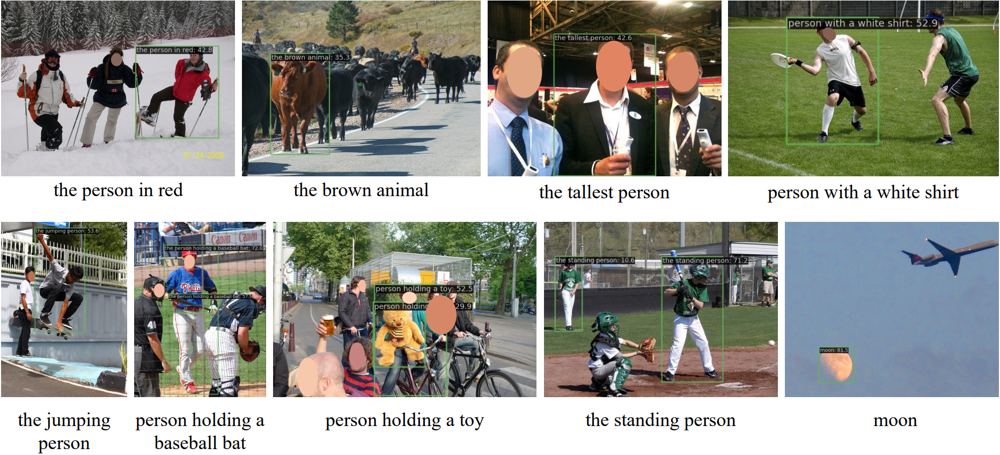 the person in red: 42.8
01/24/2009
the brown animal: 35.3
the tallest person: 42.6
person with a white shirt: 52.9
the person in red
the brown animal
the tallest person
person with a white shirt
ndhik.tumblr.com
the jumping person: 53.6
Canon Canon
the person holding a baseball bat: 72.0
Phillies
the person holding a baseball bat: 57.5
person holding a toy: 52.5
person holding 29.9
the standing person: 10.6
the standing person: 71.2
moon: 81.5
the jumping
person
person holding a
baseball bat
person holding a toy
the standing person
moon